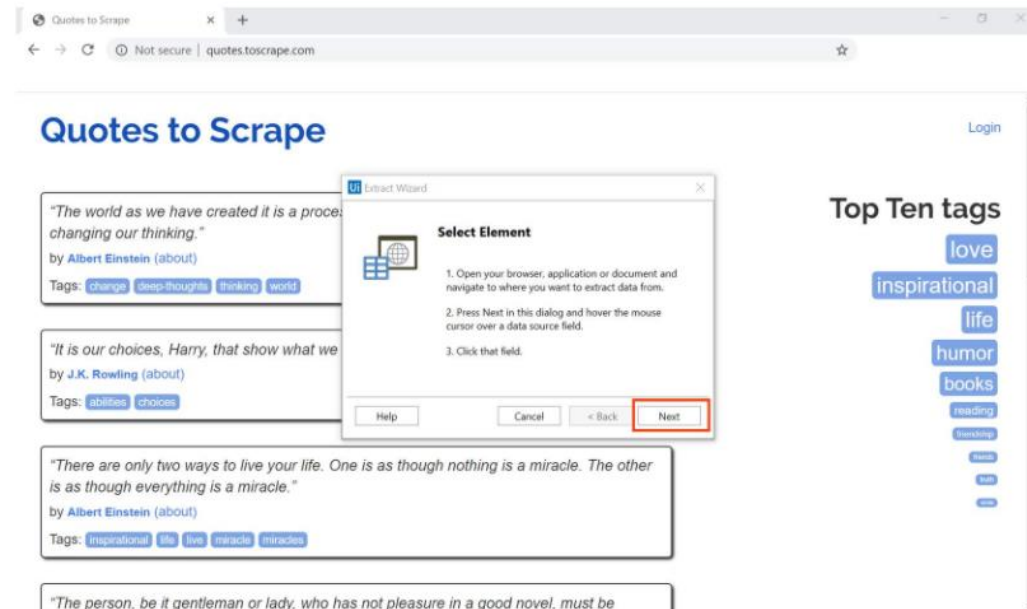 Quotes to Scrape
Not secure | quotes.toscrape.com
Quotes to Scrape
Login
"The world as we have created it is a proce
changing our thinking."
by Albert Einstein (about)
Tags: change deep-thoughts thinking world
"It is our choices, Harry, that show what we
by J.K. Rowling (about)
Tags: abilities choices
"There are only two ways to live your life. One is as though nothing is a miracle. The other
is as though everything is a miracle."
by Albert Einstein (about)
Tags: inspirational life live miracle miracles
"The person, be it gentleman or lady, who has not pleasure in a good novel, must be
Ui Extract Wizard
Select Element
1. Open your browser, application or document and
navigate to where you want to extract data from.
2. Press Next in this dialog and hover the mouse
cursor over a data source field.
3. Click that field.
Help
Cancel
< Back
Next
Top Ten tags
love
inspirational
life
humor
books
reading
friendship
friends
truth